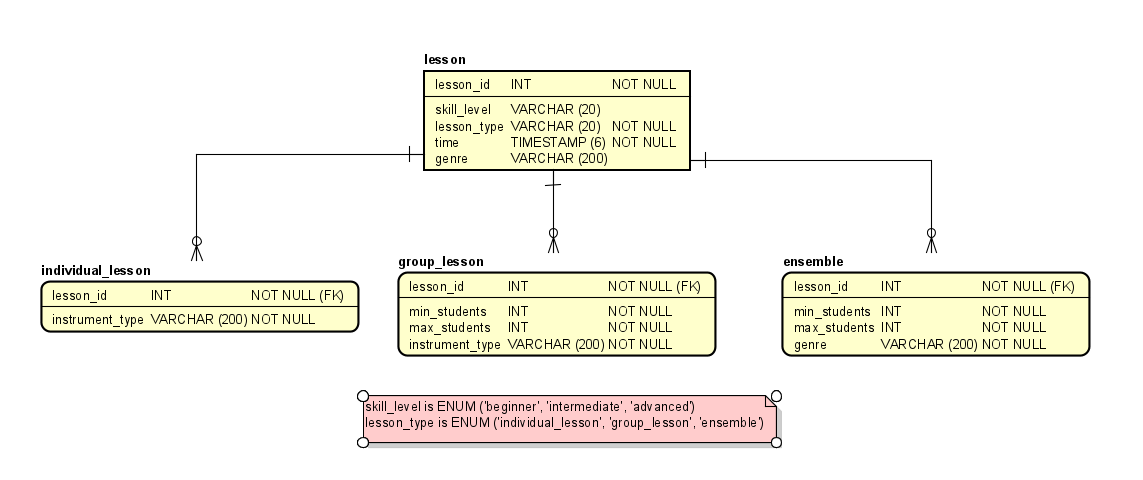 lesson
lesson_id INT NOT NULL
skill_level VARCHAR (20)
lesson_type VARCHAR (20) NOT NULL
time TIMESTAMP (6) NOT NULL
genre VARCHAR (200)
individual_lesson
lesson_id INT NOT NULL (FK)
instrument_type VARCHAR (200) NOT NULL
group_lesson
lesson_id INT NOT NULL (FK)
min_students INT NOT NULL
max_students INT NOT NULL
instrument_type VARCHAR (200) NOT NULL
ensemble
lesson_id INT NOT NULL (FK)
min_students INT NOT NULL
max_students INT NOT NULL
genre VARCHAR (200) NOT NULL
skill_level is ENUM ('beginner', 'intermediate', 'advanced')
lesson_type is ENUM ('individual_lesson', 'group_lesson', 'ensemble')